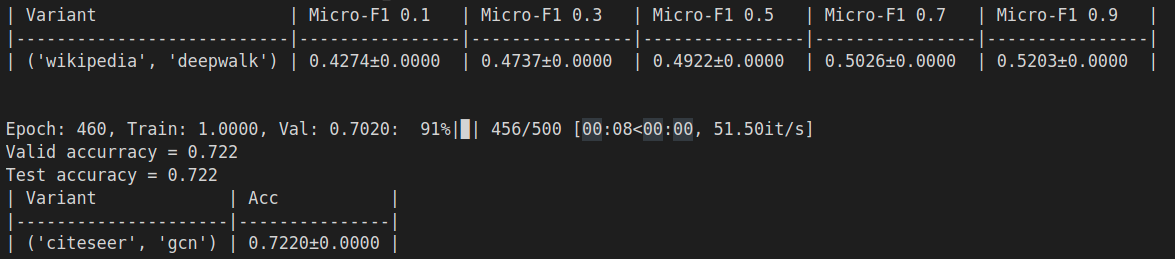 | Variant                   | Micro-F1 0.1   | Micro-F1 0.3   | Micro-F1 0.5   | Micro-F1 0.7   | Micro-F1 0.9   |
|---------------------------|----------------|----------------|----------------|----------------|----------------|
| ('wikipedia', 'deepwalk') | 0.4274±0.0000  | 0.4737±0.0000  | 0.4922±0.0000  | 0.5026±0.0000  | 0.5203±0.0000  |
Epoch: 460, Train: 1.0000, Val: 0.7020:  91%|█| 456/500 [00:08<00:00, 51.50it/s]
Valid accurracy = 0.722
Test accuracy = 0.722
| Variant             | Acc           |
|---------------------|---------------|
| ('citeseer', 'gcn') | 0.7220±0.0000 |